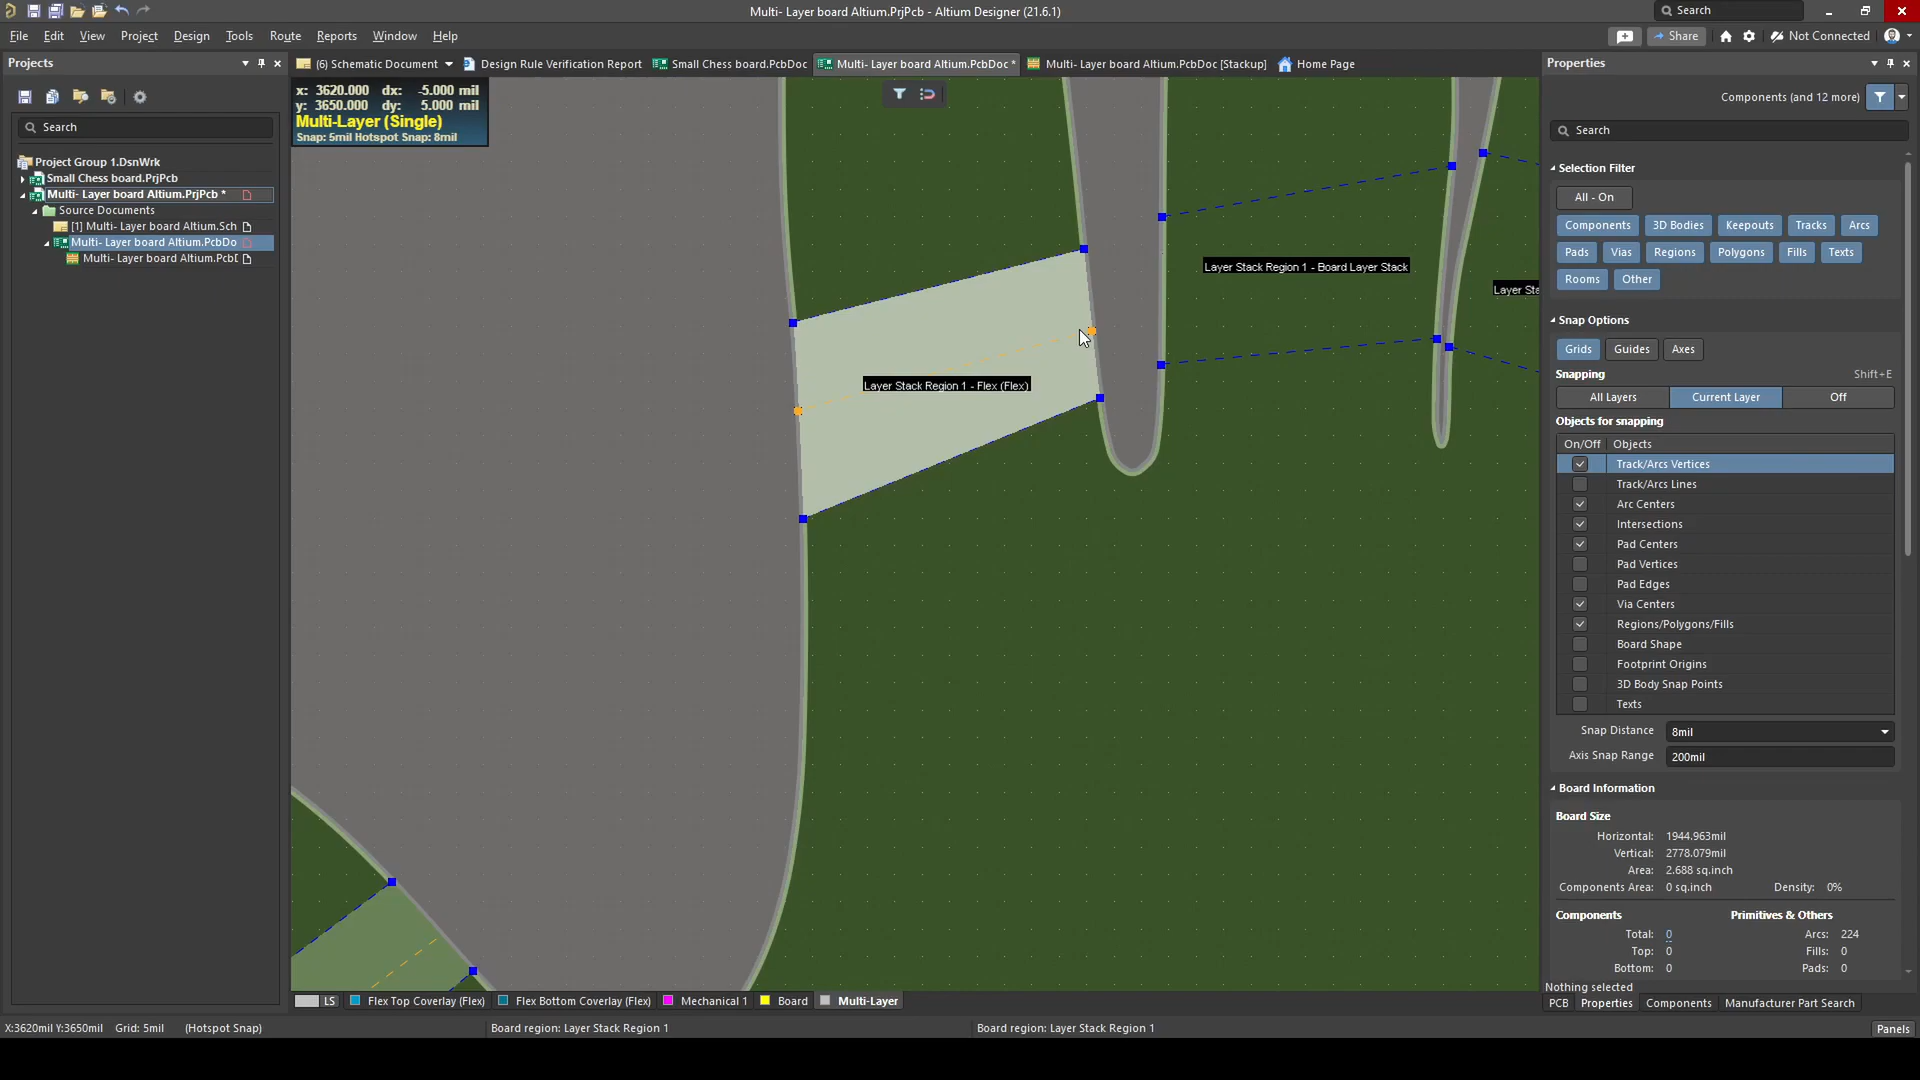 Multi- Layer board Altium.PrjPcb - Altium Designer (21.6.1)
Search
File Edit View Project Design Tools Route Reports Window Help
Share
Not Connected
Projects
(6) Schematic Document
Design Rule Verification Report
Small Chess board.PcbDoc
Multi- Layer board Altium.PcbDoc *
Multi- Layer board Altium.PcbDoc [Stackup]
Home Page
Properties
x: 3620.000 dx: -5.000 mil
y: 3650.000 dy: 5.000 mil
Multi-Layer (Single)
Snap: 5mil Hotspot Snap: 8mil
Search
Project Group 1.DsnWrk
Small Chess board.PrjPcb
Multi- Layer board Altium.PrjPcb *
Source Documents
[1] Multi- Layer board Altium.Sch
Multi- Layer board Altium.PcbDo
Multi- Layer board Altium.Pcb[
Layer Stack Region 1 - Board Layer Stack
Layer Sta
Layer Stack Region 1 - Flex (Flex)
Components (and 12 more)
Search
Selection Filter
All - On
Components 3D Bodies Keepouts Tracks Arcs
Pads Vias Regions Polygons Fills Texts
Rooms Other
Snap Options
Grids Guides Axes
Snapping Shift+E
All Layers Current Layer Off
Objects for snapping
On/Off Objects
Track/Arcs Vertices
Track/Arcs Lines
Arc Centers
Intersections
Pad Centers
Pad Vertices
Pad Edges
Via Centers
Regions/Polygons/Fills
Board Shape
Footprint Origins
3D Body Snap Points
Texts
Snap Distance 8mil
Axis Snap Range 200mil
Board Information
Board Size
Horizontal: 1944.963mil
Vertical: 2778.079mil
Area: 2.688 sq.inch
Components Area: 0 sq.inch Density: 0%
Components Primitives & Others
Total: 0 Arcs: 224
Top: 0 Fills: 0
Bottom: 0 Pads: 0
Nothing selected
PCB Properties Components Manufacturer Part Search
LS Flex Top Coverlay (Flex) Flex Bottom Coverlay (Flex) Mechanical 1 Board Multi-Layer
X:3620mil Y:3650mil Grid: 5mil (Hotspot Snap) Board region: Layer Stack Region 1 Board region: Layer Stack Region 1 Panels